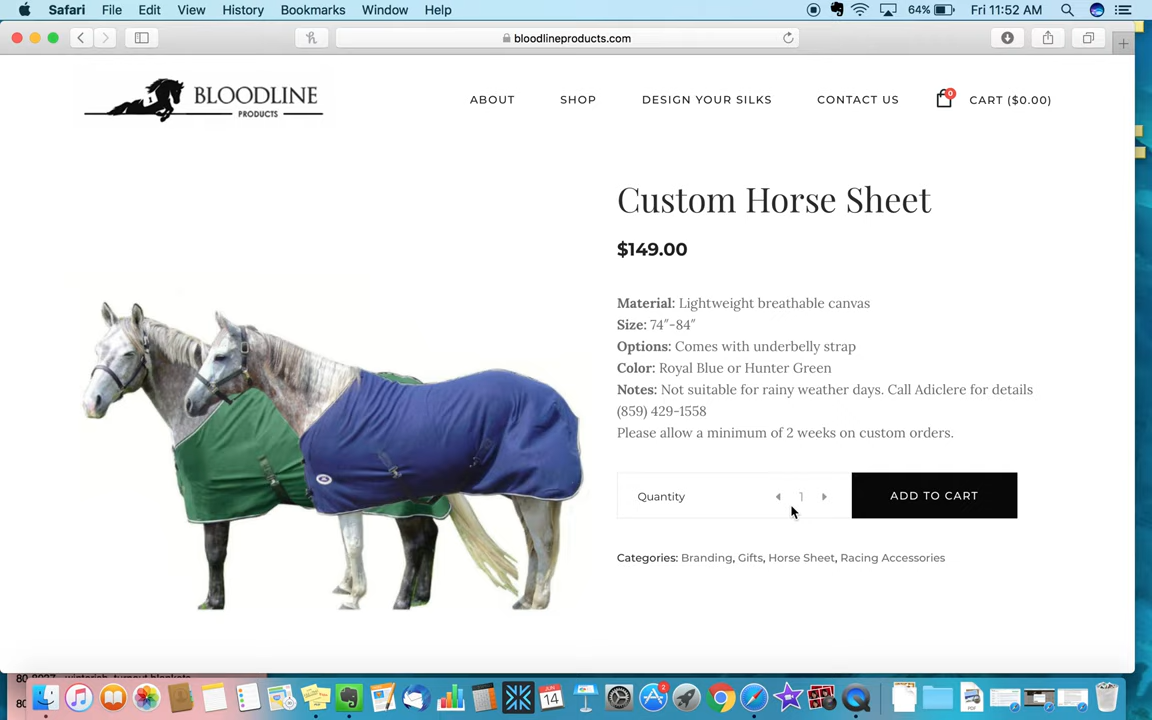 Safari File Edit View History Bookmarks Window Help 64% Fri 11:52 AM
bloodlineproducts.com
BLOODLINE
PRODUCTS
ABOUT SHOP DESIGN YOUR SILKS CONTACT US 0 CART ($0.00)
Custom Horse Sheet
$149.00
Material: Lightweight breathable canvas
Size: 74″-84″
Options: Comes with underbelly strap
Color: Royal Blue or Hunter Green
Notes: Not suitable for rainy weather days. Call Adiclere for details
(859) 429-1558
Please allow a minimum of 2 weeks on custom orders.
Quantity 1 ADD TO CART
Categories: Branding, Gifts, Horse Sheet, Racing Accessories
JUN
14
2